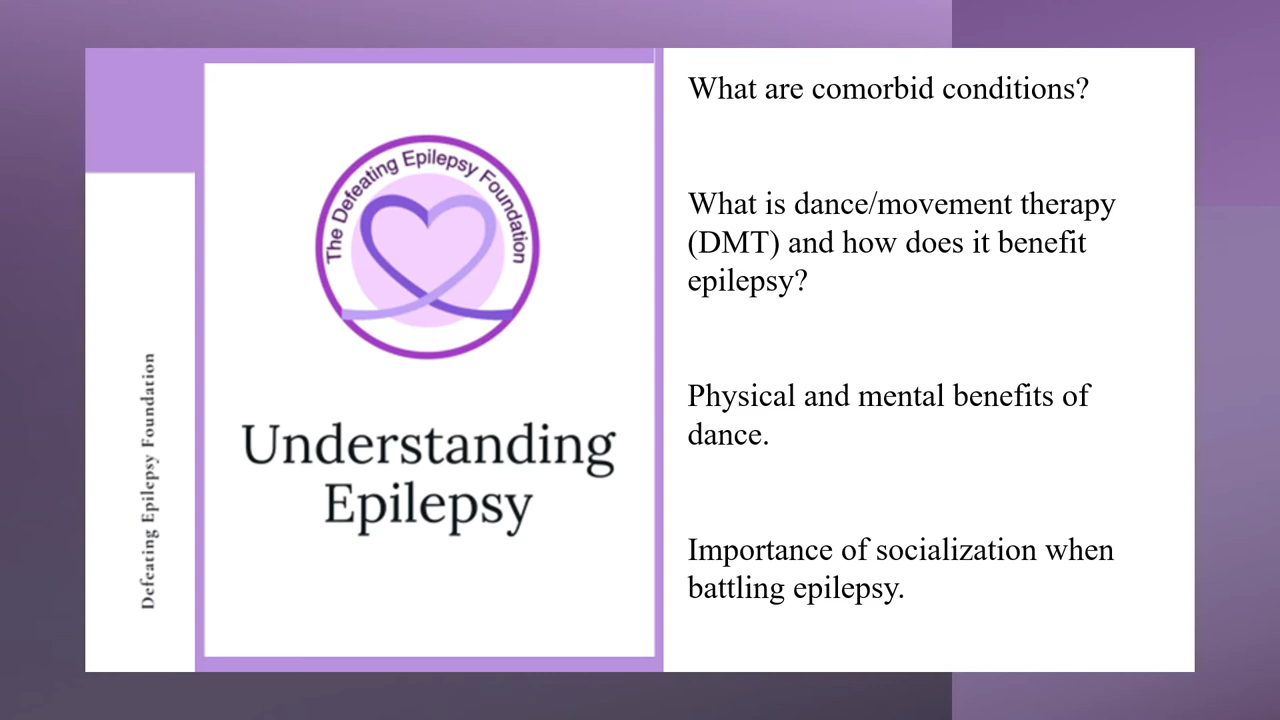 Defeating Epilepsy Foundation
The Defeating Epilepsy Foundation
Understanding
Epilepsy
What are comorbid conditions?
What is dance/movement therapy
(DMT) and how does it benefit
epilepsy?
Physical and mental benefits of
dance.
Importance of socialization when
battling epilepsy.